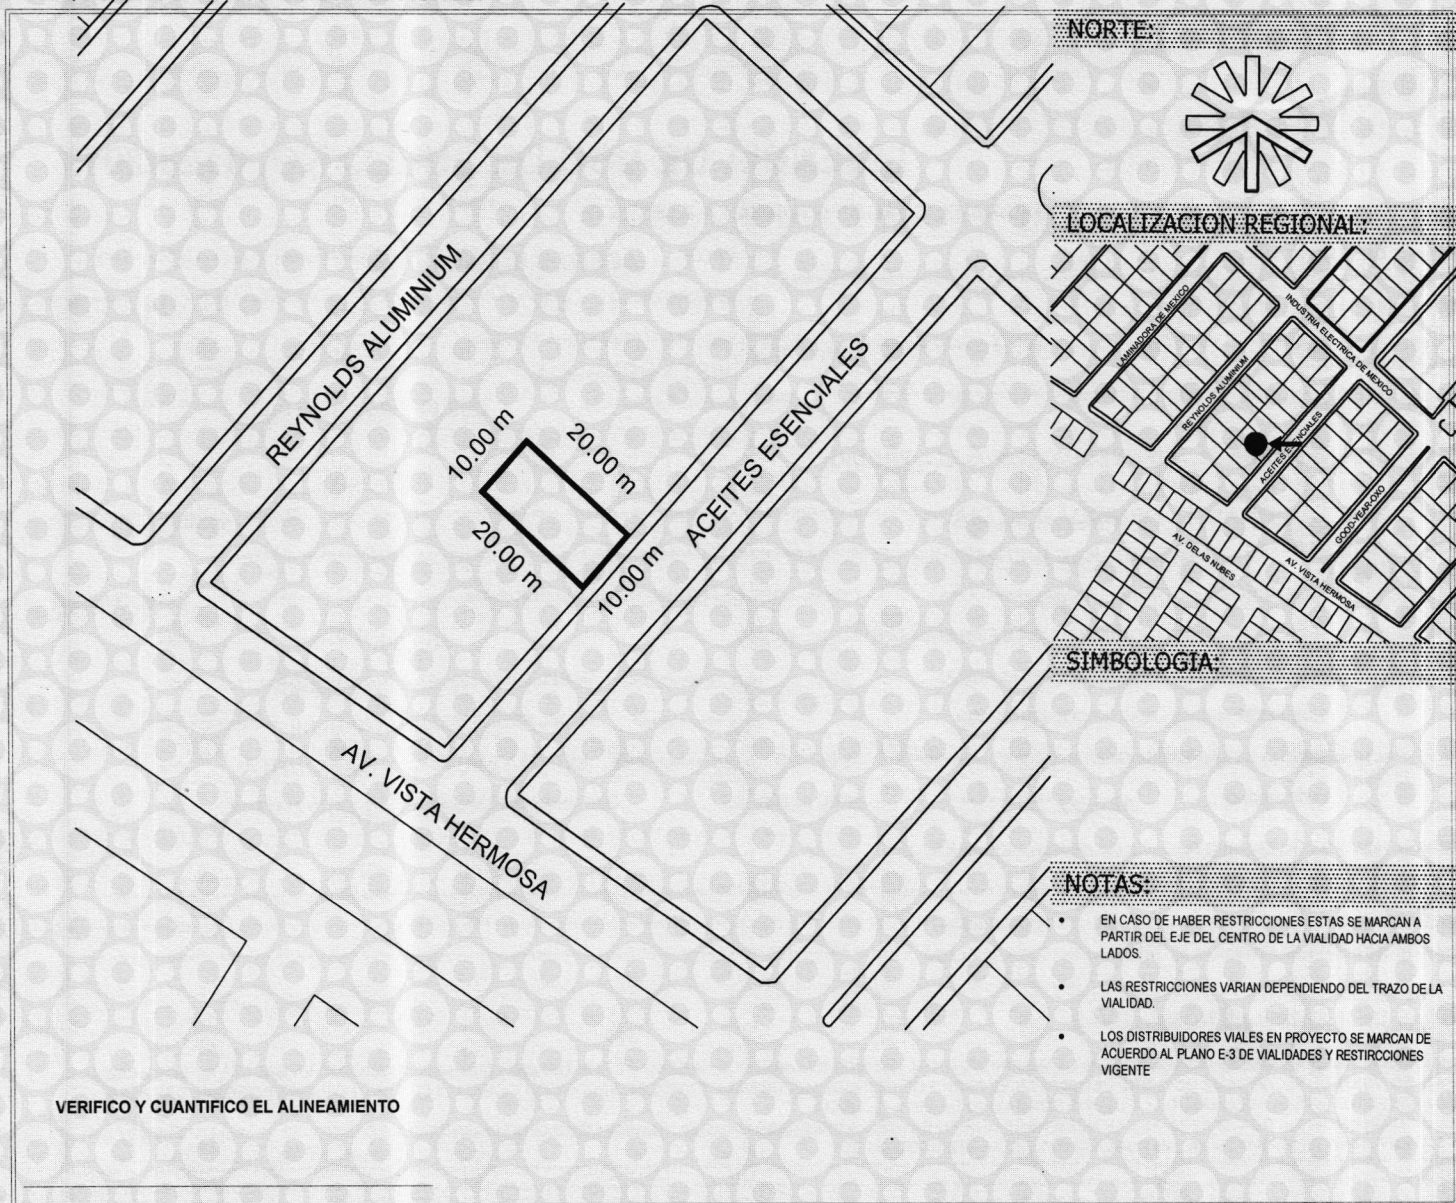 REYNOLDS ALUMINIUM
10.00 m
20.00 m
20.00 m
10.00 m
ACEITES ESENCIALES
AV. VISTA HERMOSA
VERIFICO Y CUANTIFICO EL ALINEAMIENTO
NORTE:
LOCALIZACION REGIONAL:
LAMINADORA DE MEXICO
INDUSTRIA ELECTRICA DE MEXICO
REYNOLDS ALUMINIUM
ACEITES ESENCIALES
GOOD-YEAR-OXO
AV. DELAS NUBES
AV. VISTA HERMOSA
SIMBOLOGIA:
NOTAS:
• EN CASO DE HABER RESTRICCIONES ESTAS SE MARCAN A
PARTIR DEL EJE DEL CENTRO DE LA VIALIDAD HACIA AMBOS
LADOS.
• LAS RESTRICCIONES VARIAN DEPENDIENDO DEL TRAZO DE LA
VIALIDAD.
• LOS DISTRIBUIDORES VIALES EN PROYECTO SE MARCAN DE
ACUERDO AL PLANO E-3 DE VIALIDADES Y RESTIRCCIONES
VIGENTE